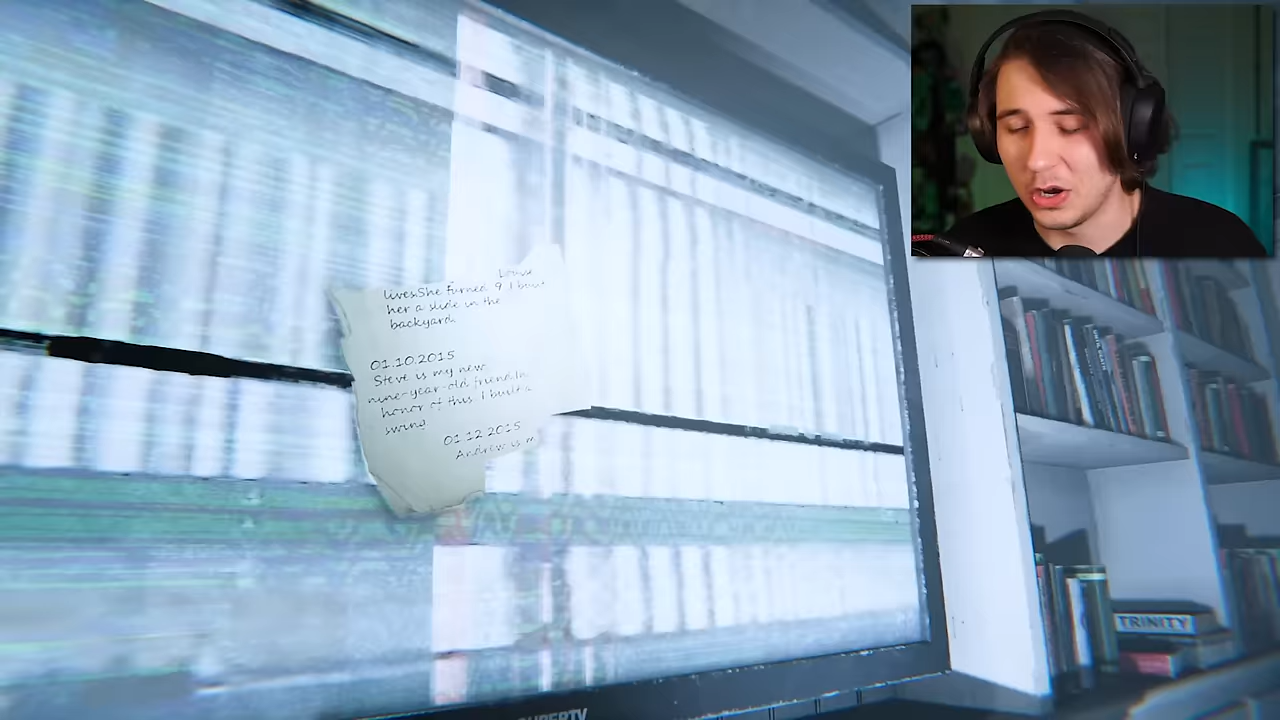 Louise
lives.She turned 9 I built
her a slide in the
backyard.
01.10.2015
Steve is my new
nine-year-old friend.In
honor of this I built a
swing
01.12.2015
Andrew is m
TRINITY